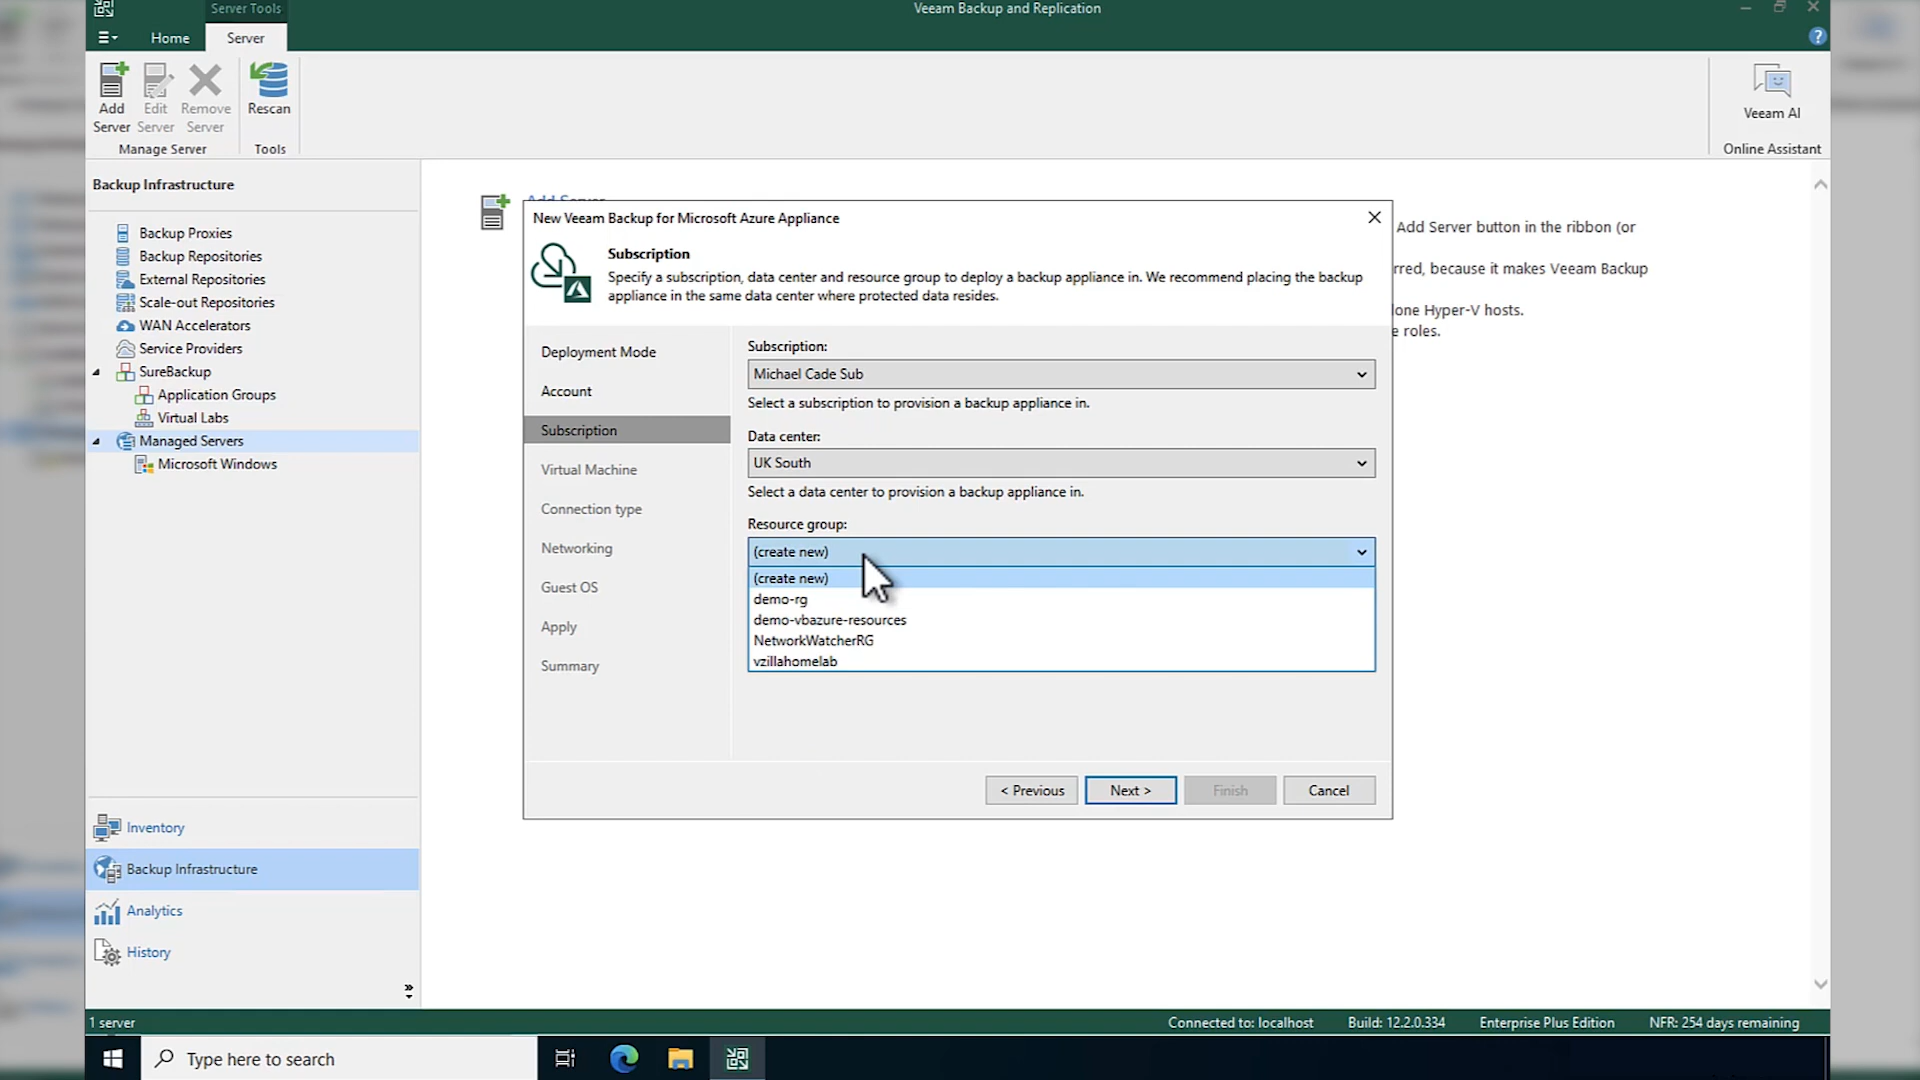 Server Tools
Veeam Backup and Replication
Home
Server
Add Server
Edit Server
Remove Server
Rescan
Manage Server
Tools
Veeam AI
Online Assistant
Backup Infrastructure
Backup Proxies
Backup Repositories
External Repositories
Scale-out Repositories
WAN Accelerators
Service Providers
SureBackup
Application Groups
Virtual Labs
Managed Servers
Microsoft Windows
Inventory
Backup Infrastructure
Analytics
History
Add Server
Add Server button in the ribbon (or
rred, because it makes Veeam Backup
lone Hyper-V hosts.
e roles.
New Veeam Backup for Microsoft Azure Appliance
Subscription
Specify a subscription, data center and resource group to deploy a backup appliance in. We recommend placing the backup
appliance in the same data center where protected data resides.
Deployment Mode
Account
Subscription
Virtual Machine
Connection type
Networking
Guest OS
Apply
Summary
Subscription:
Michael Cade Sub
Select a subscription to provision a backup appliance in.
Data center:
UK South
Select a data center to provision a backup appliance in.
Resource group:
(create new)
(create new)
demo-rg
demo-vbazure-resources
NetworkWatcherRG
vzillahomelab
< Previous
Next >
Finish
Cancel
1 server
Connected to: localhost
Build: 12.2.0.334
Enterprise Plus Edition
NFR: 254 days remaining
Type here to search